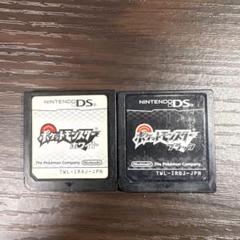 NINTENDO DS
ポケットモンスター
ホワイト
The Pokémon Company
Nintendo
TWL-IRAJ-JPN
NINTENDO DS
ポケットモンスター
ブラック
The Pokémon Company
Nintendo
TWL-IRBJ-JPN